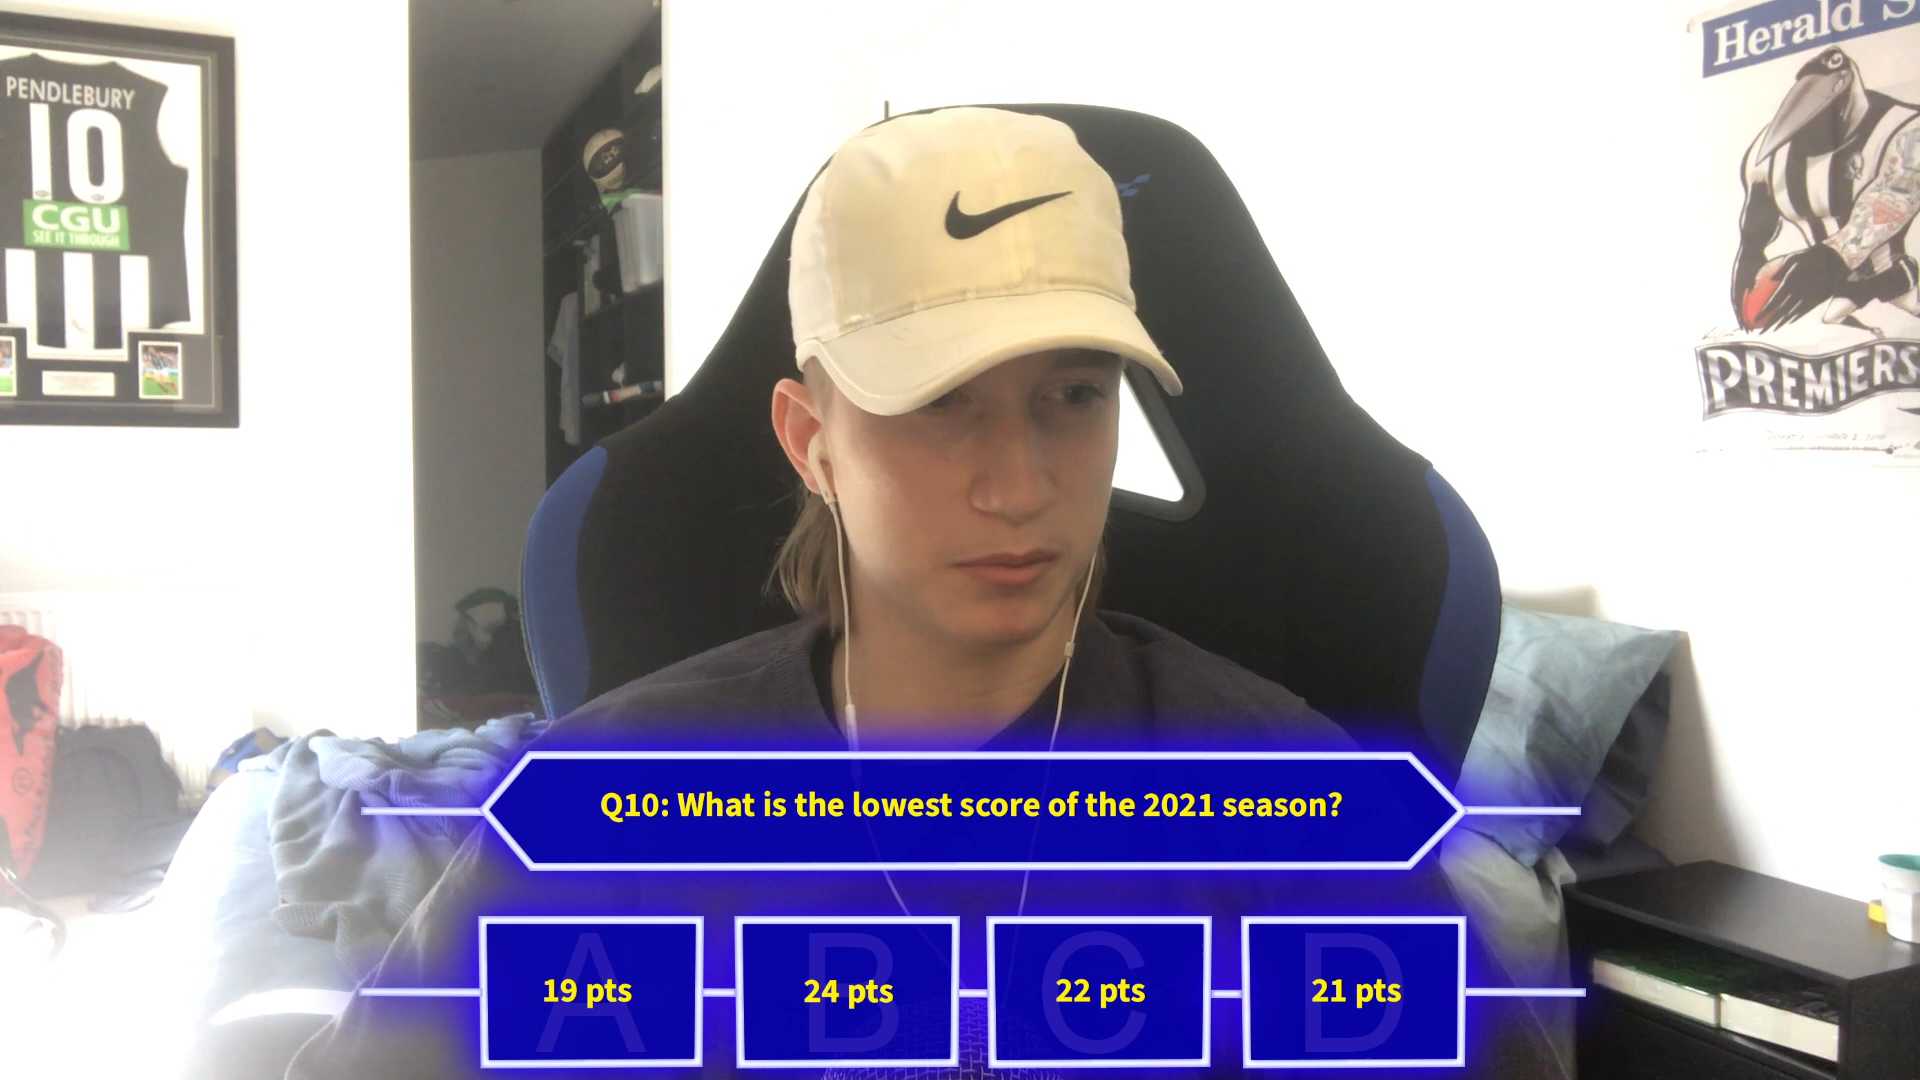 PENDLEBURY
10
CGU
SEE IT THROUGH
Herald S
PREMIERS
Q10: What is the lowest score of the 2021 season?
A
19 pts
B
24 pts
C
22 pts
D
21 pts